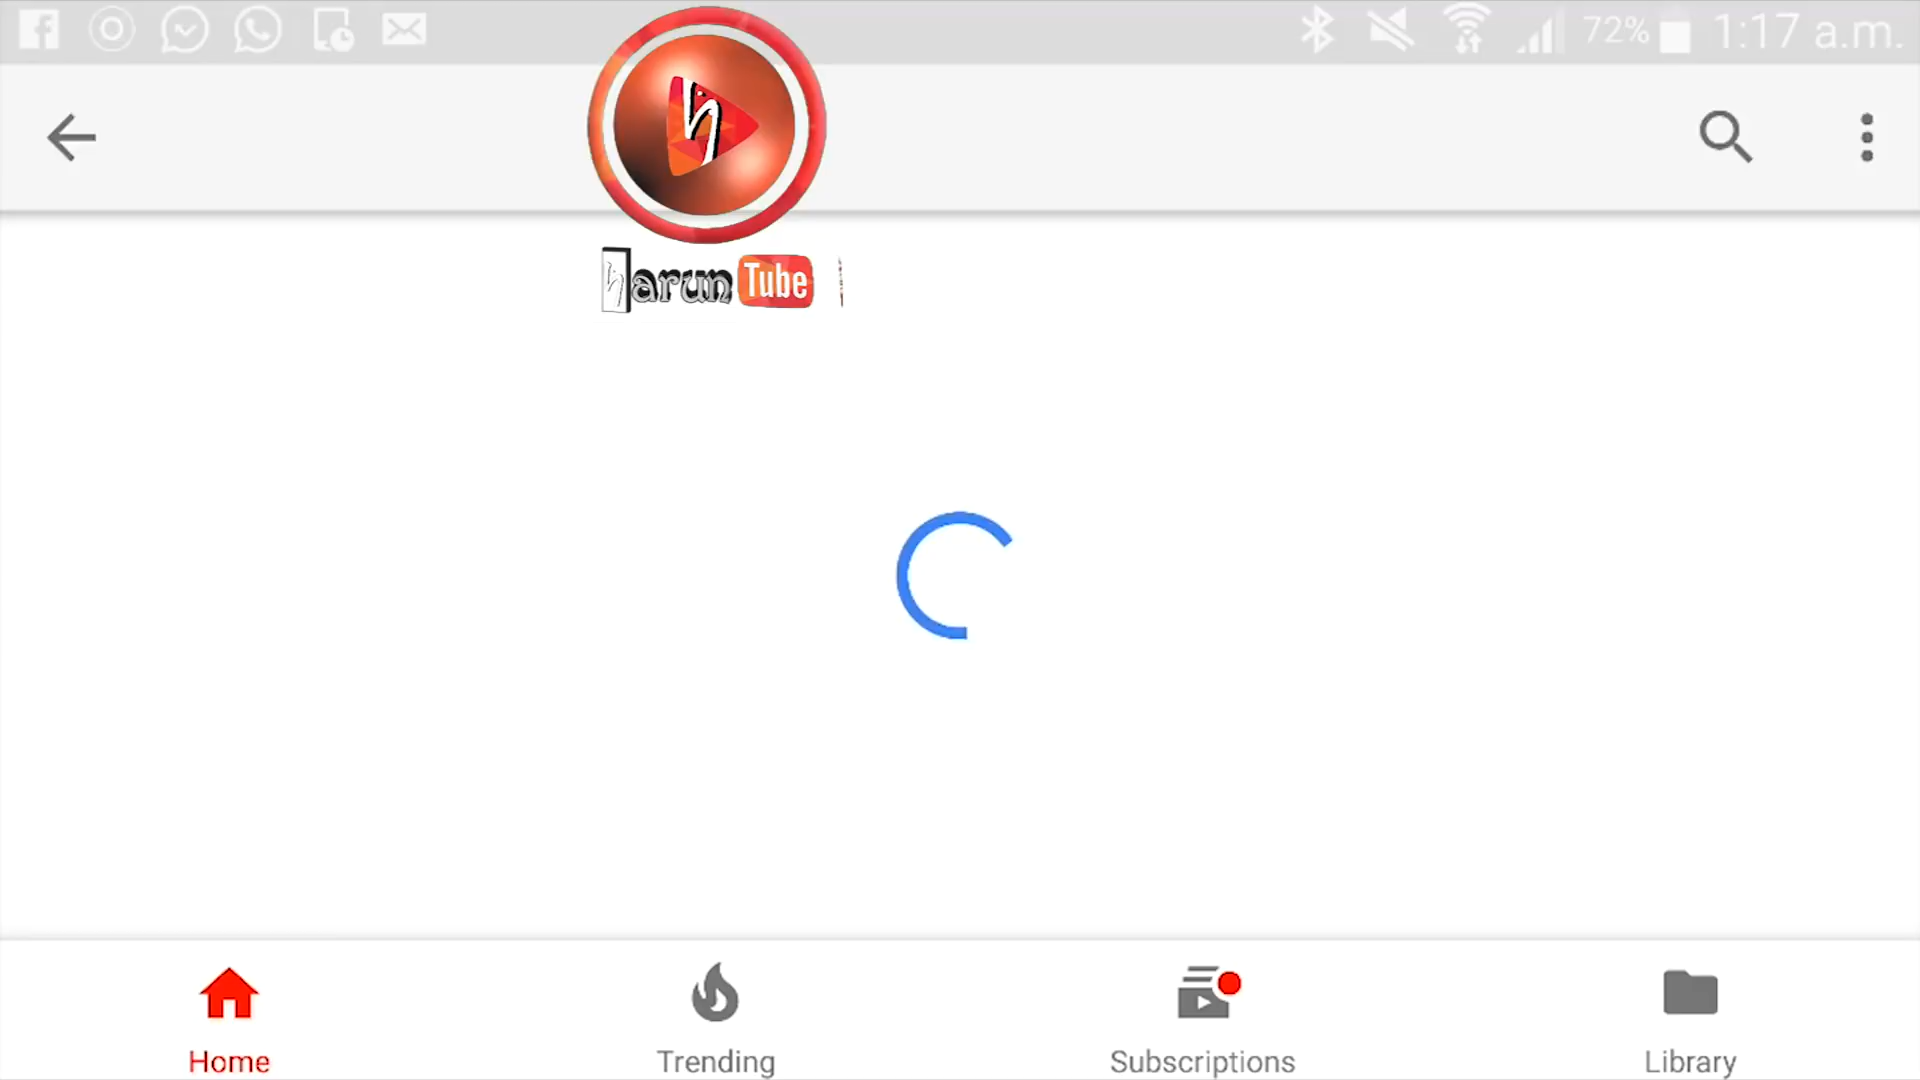 72% 1:17 a.m.
h
harun Tube
Home
Trending
Subscriptions
Library